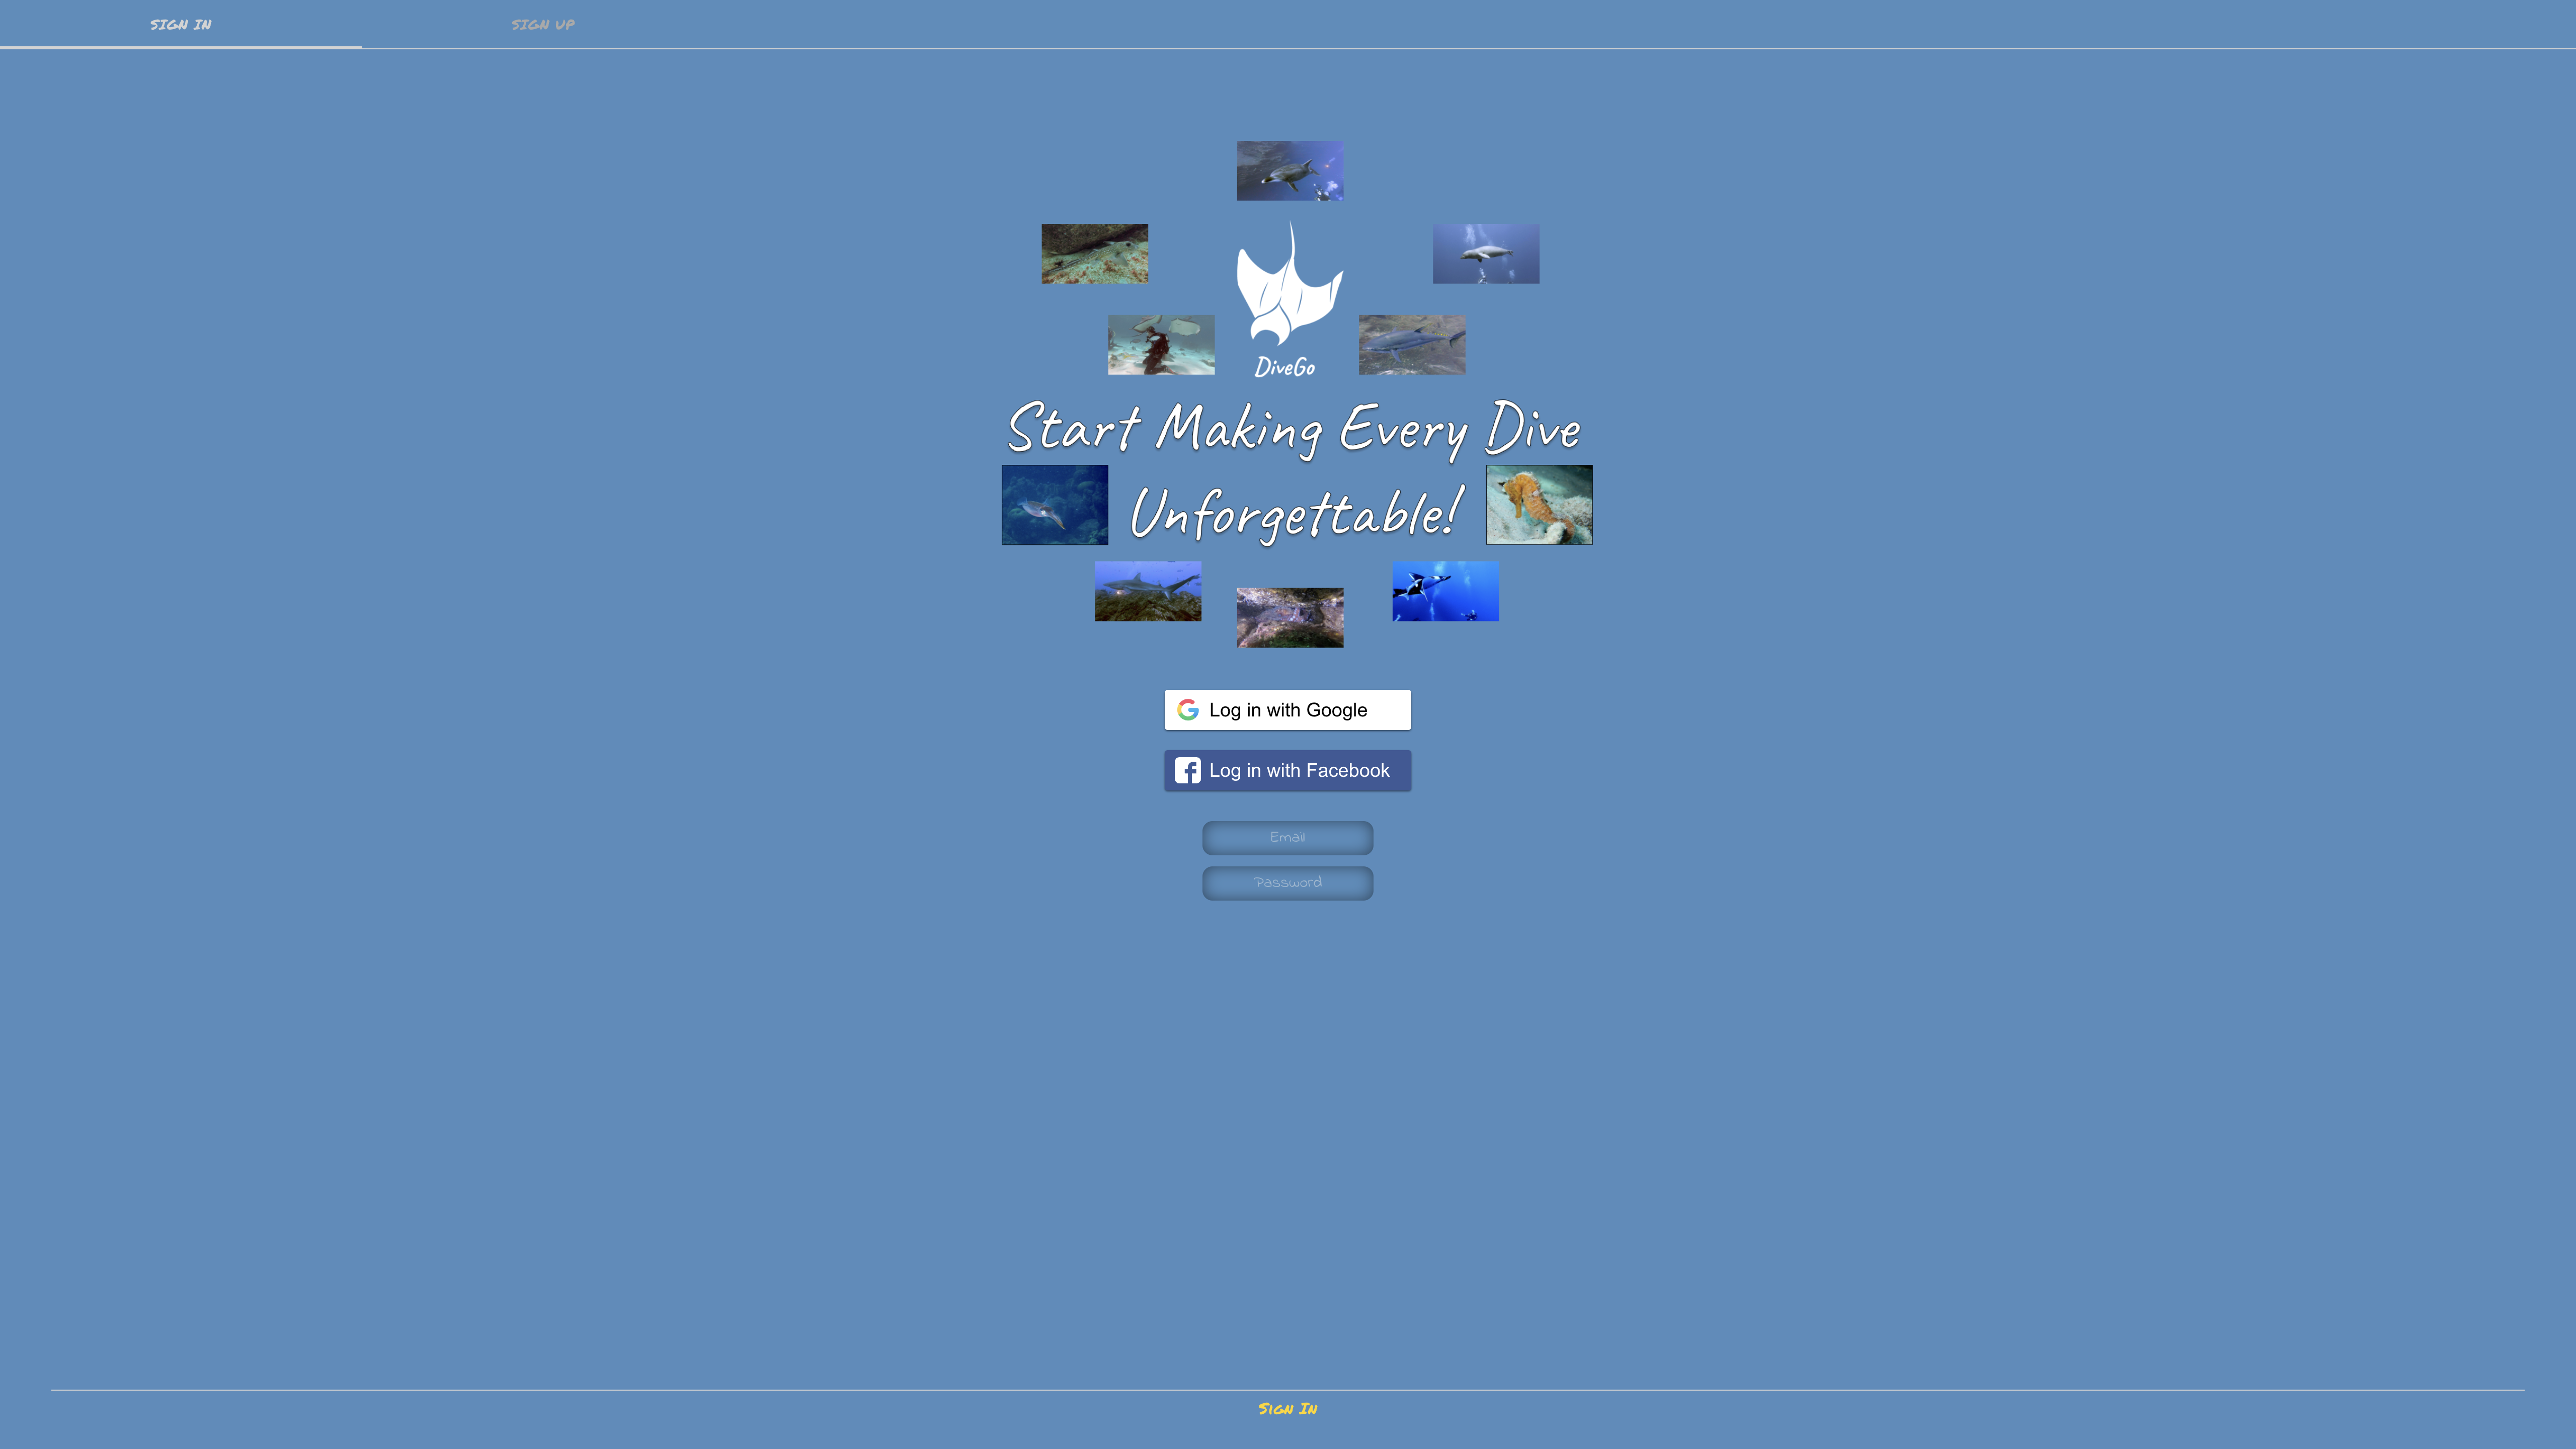 SIGN IN
SIGN UP
DiveGo
Start Making Every Dive
Unforgettable!
Log in with Google
Log in with Facebook
Email
Password
Sign In